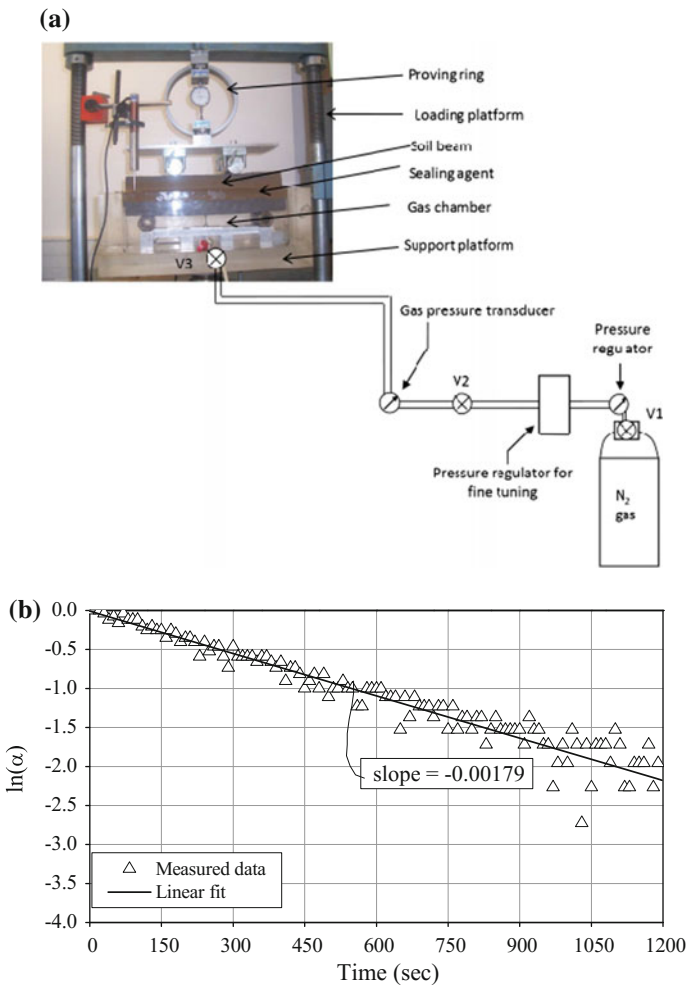 (a)
Proving ring
Loading platform
Soil beam
Sealing agent
Gas chamber
Support platform
V3
Gas pressure transducer
Pressure
regu ator
V2
V1
Pressure regulator for
fine tuning
N2
gas
(b)
0.0
-0.5
-1.0
-1.5
-2.0
-2.5
-3.0
-3.5
-4.0
ln(α)
slope = -0.00179
Measured data
Linear fit
0 150 300 450 600 750 900 1050 1200
Time (sec)